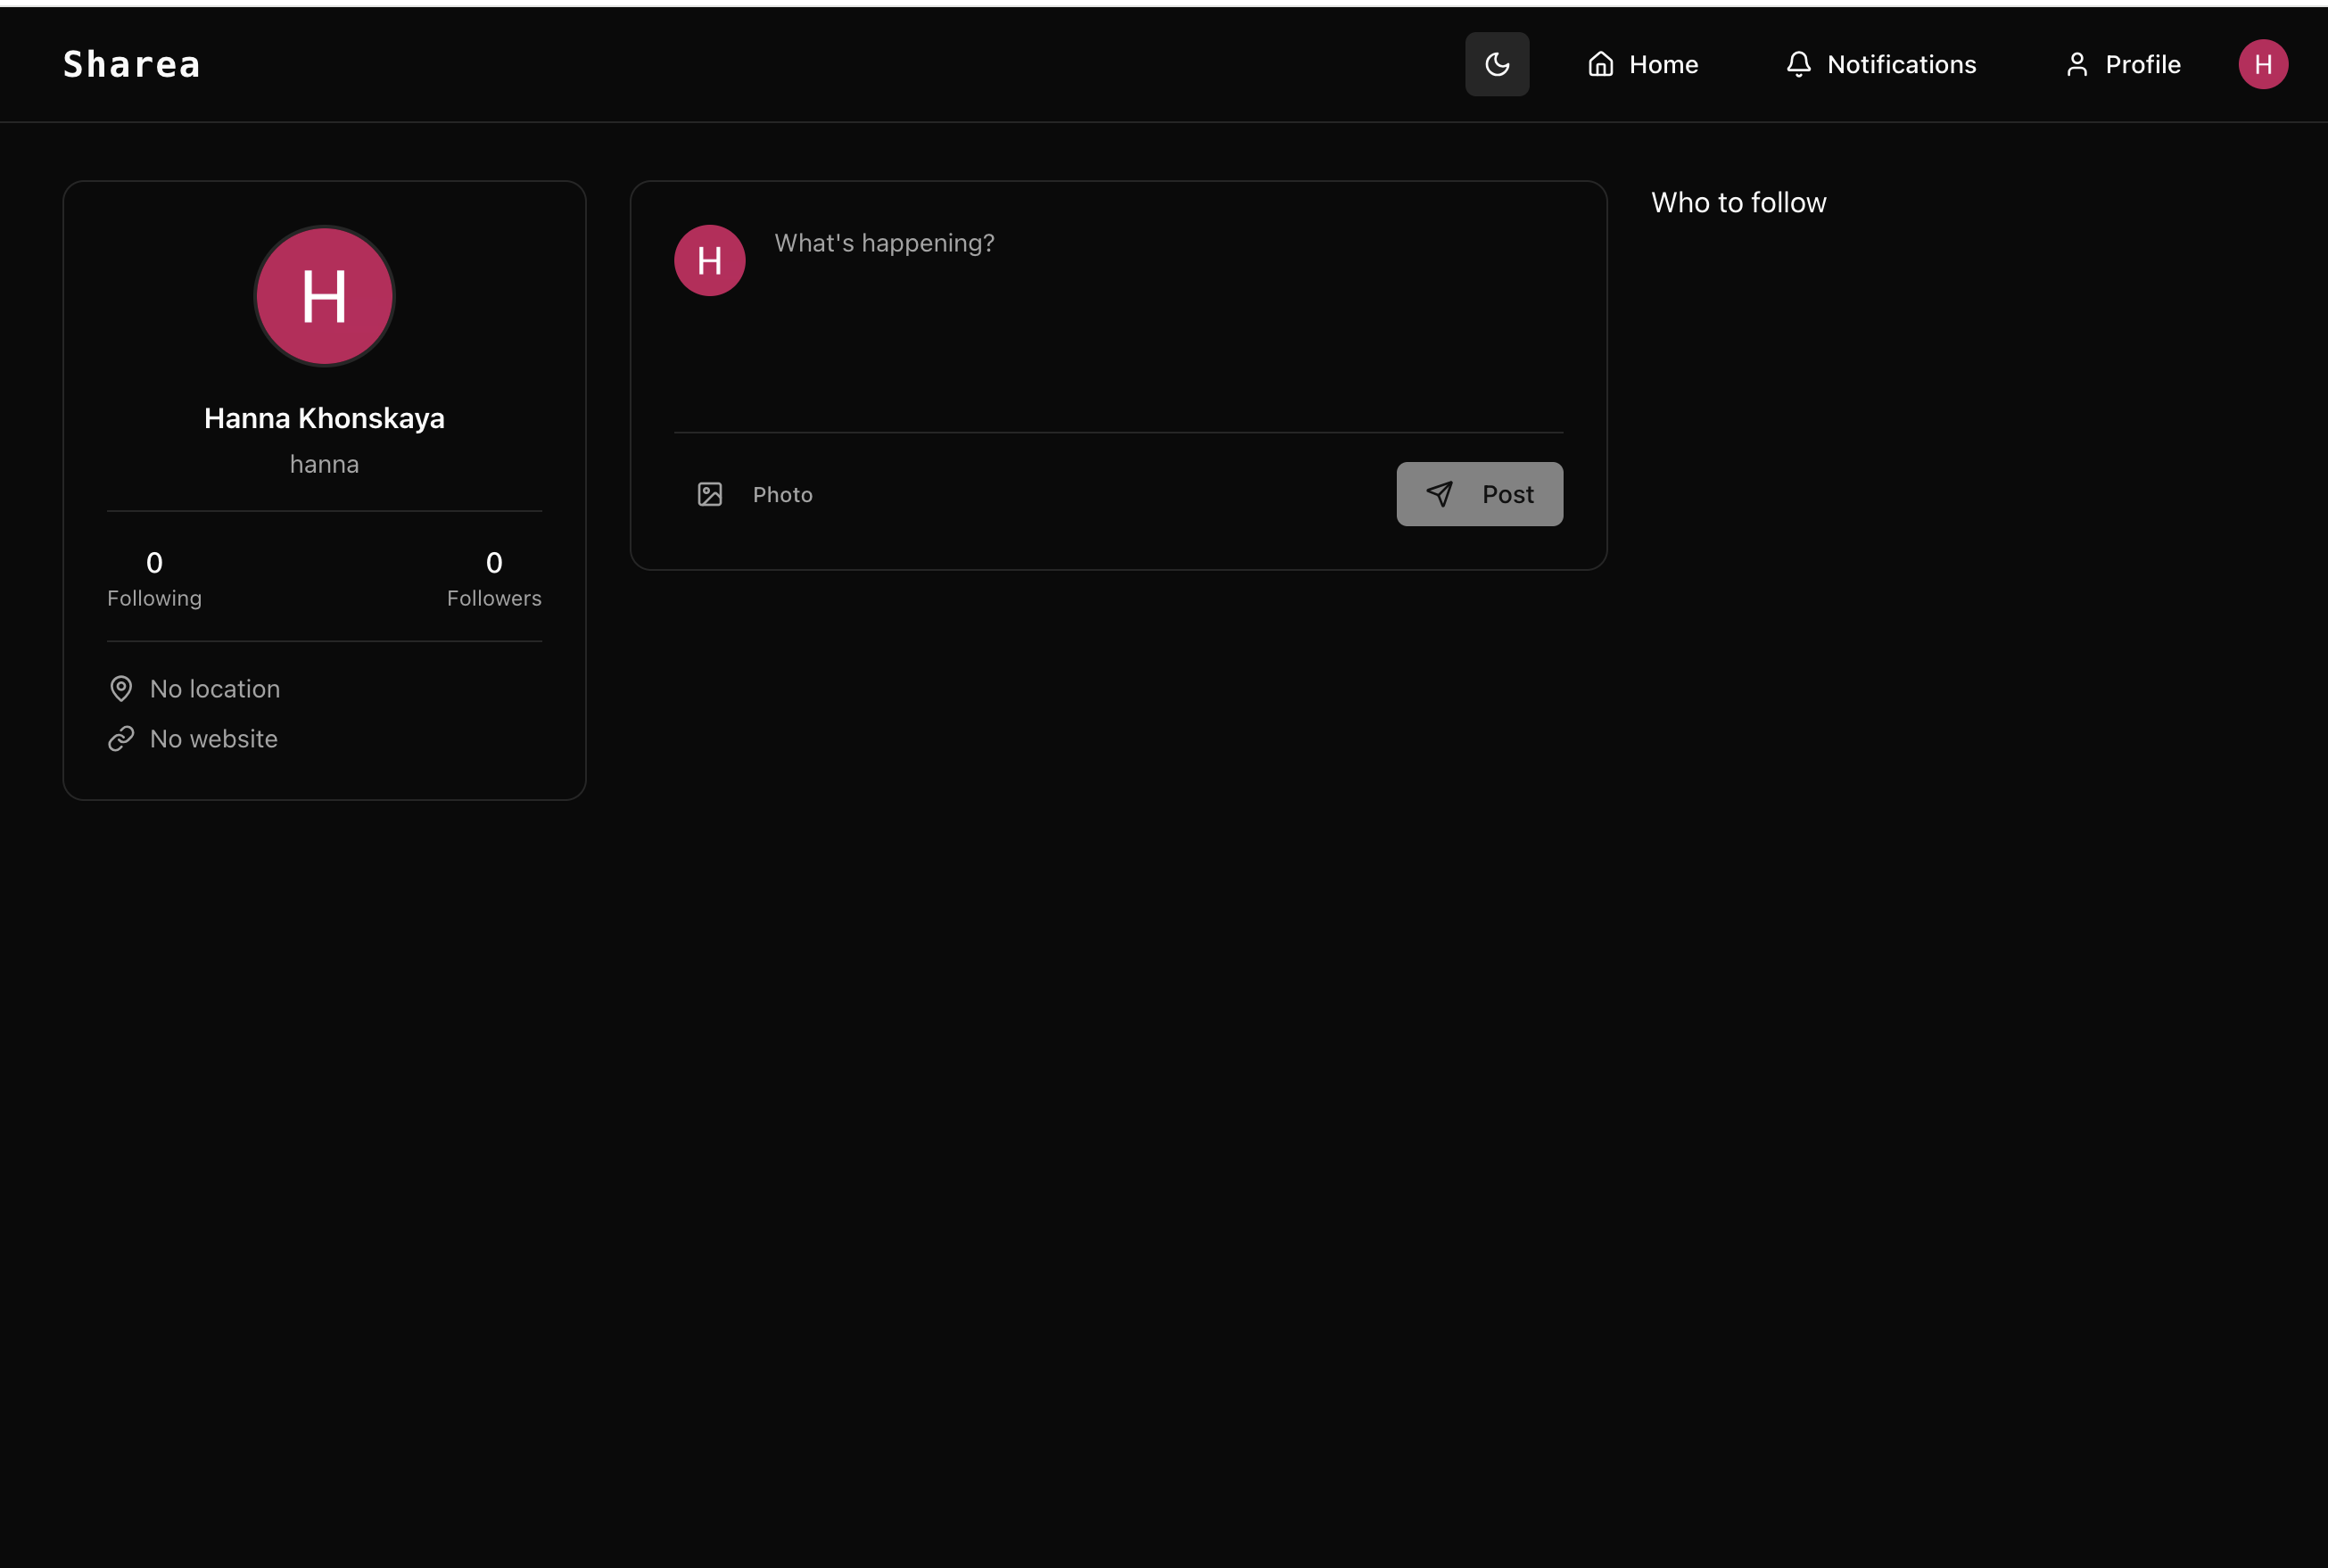 Sharea
Home
Notifications
Profile
H
H
Hanna Khonskaya
hanna
0
Following
0
Followers
No location
No website
H
What's happening?
Photo
Post
Who to follow